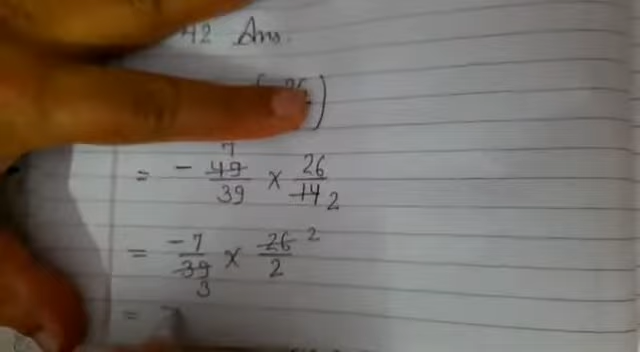 42 Ans.
)
= - 49 7 / 39 × 26 / 14 2
= -7 / 39 3 × 26 2 / 2
=